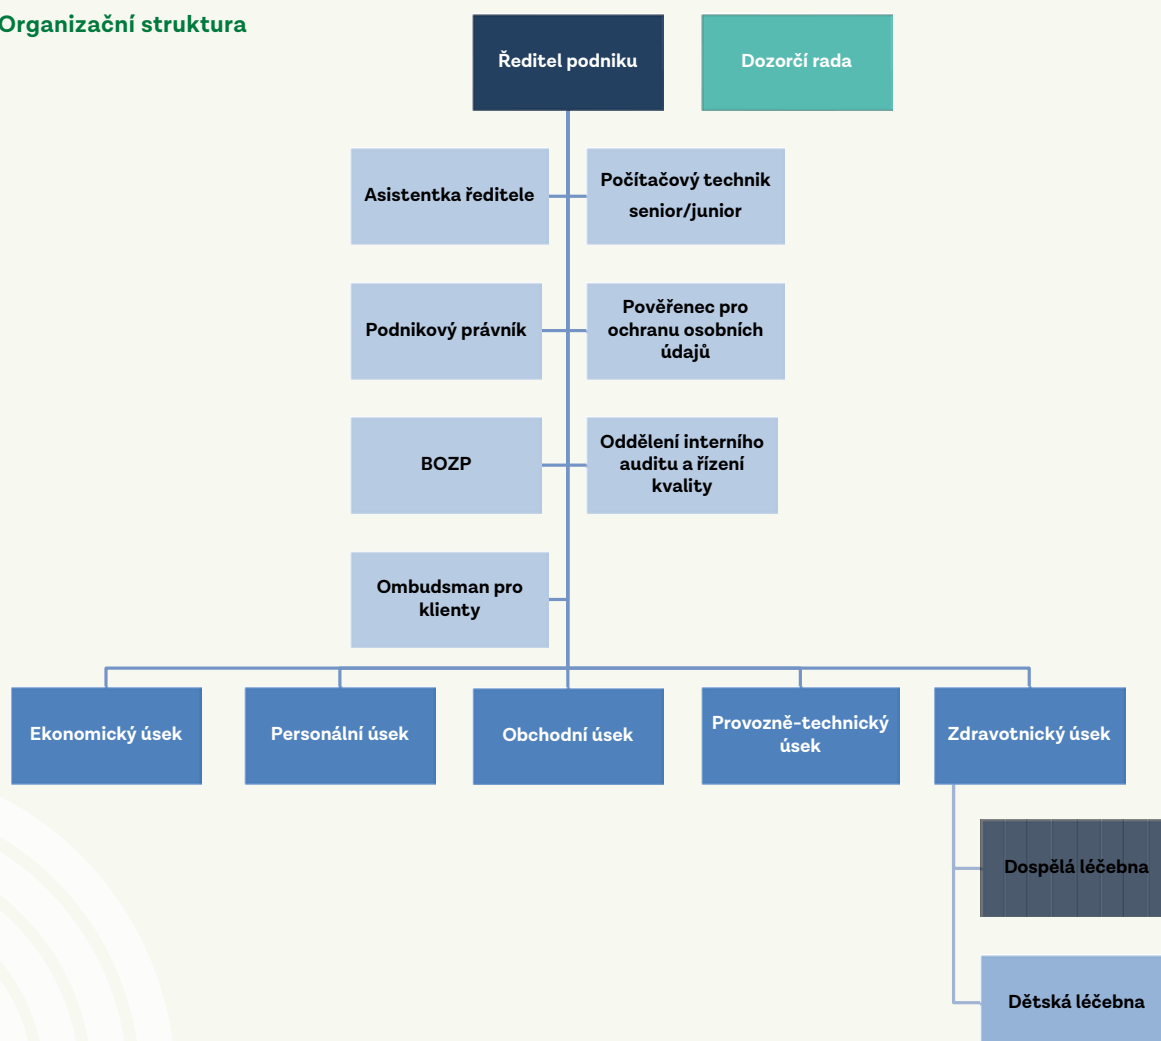 Organizační struktura
Ředitel podniku
Dozorčí rada
Asistentka ředitele
Počítačový technik
senior/junior
Podnikový právník
Pověřenec pro
ochranu osobních
údajů
BOZP
Oddělení interního
auditu a řízení
kvality
Ombudsman pro
klienty
Ekonomický úsek
Personální úsek
Obchodní úsek
Provozně-technický
úsek
Zdravotnický úsek
Dospělá léčebna
Dětská léčebna